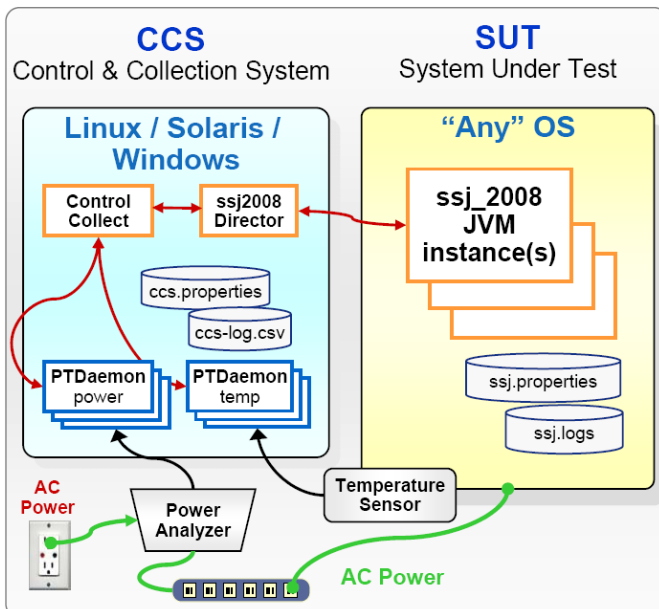 CCS
Control & Collection System
SUT
System Under Test
Linux / Solaris /
Windows
"Any" OS
Control
Collect
ssj2008
Director
ssj_2008
JVM
instance(s)
ccs.properties
ccs-log.csv
PTDaemon
power
PTDaemon
temp
ssj.properties
ssj.logs
AC
Power
Power
Analyzer
Temperature
Sensor
AC Power